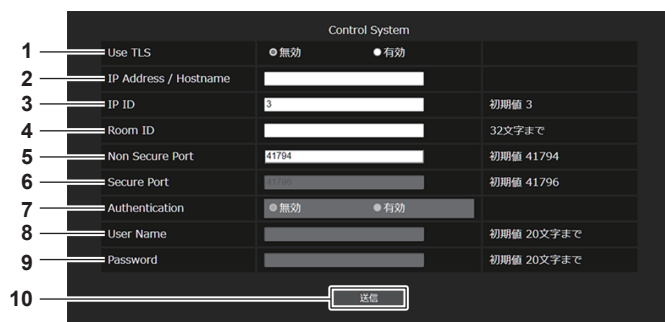 Control System
1 Use TLS 無効 有効
2 IP Address / Hostname
3 IP ID 3 初期値 3
4 Room ID 32文字まで
5 Non Secure Port 41794 初期値 41794
6 Secure Port 41796 初期値 41796
7 Authentication 無効 有効
8 User Name 初期値 20文字まで
9 Password 初期値 20文字まで
10 送信